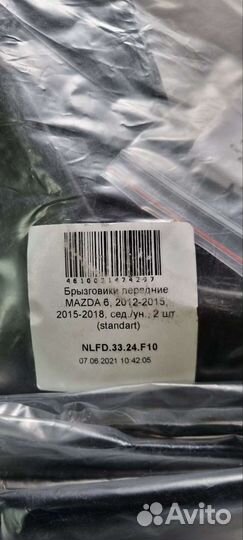 4610021474247
Брызговики передние
MAZDA 6, 2012-2015,
2015-2018, сед./ун., 2 шт.
(standart)
NLFD.33.24.F10
07 06 2021 10:42:05
Avito